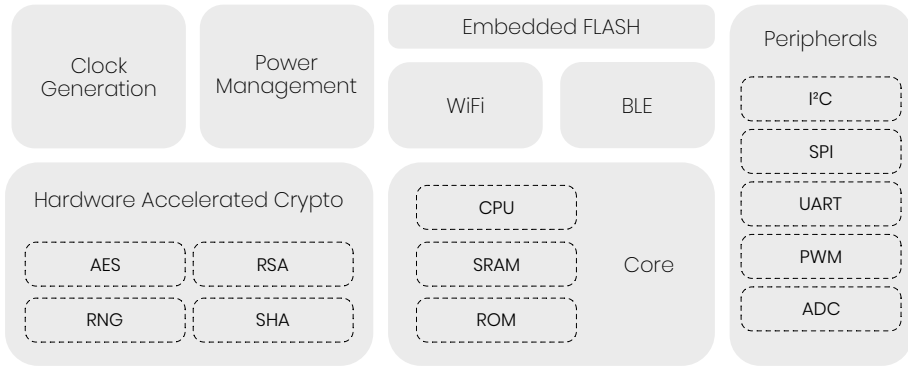 Clock
Generation
Power
Management
Embedded FLASH
WiFi
BLE
Peripherals
I²C
SPI
UART
PWM
ADC
Hardware Accelerated Crypto
AES
RSA
RNG
SHA
CPU
SRAM
ROM
Core